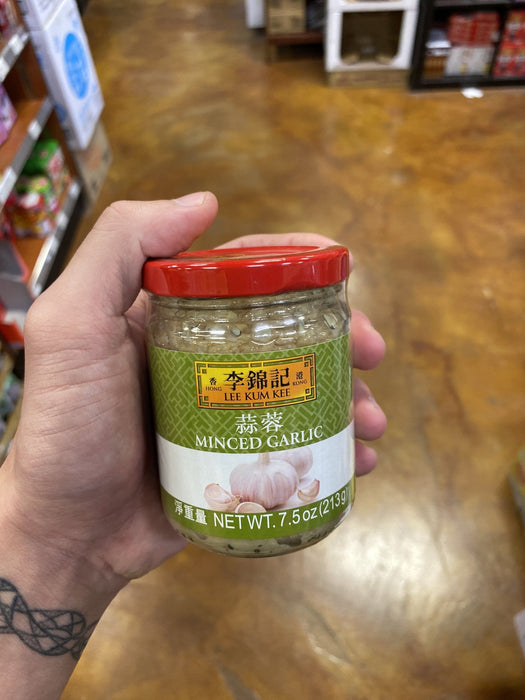 李錦記
香 港
HONG KONG
LEE KUM KEE
蒜蓉
MINCED GARLIC
淨重量 NET WT. 7.5 oz (213g)